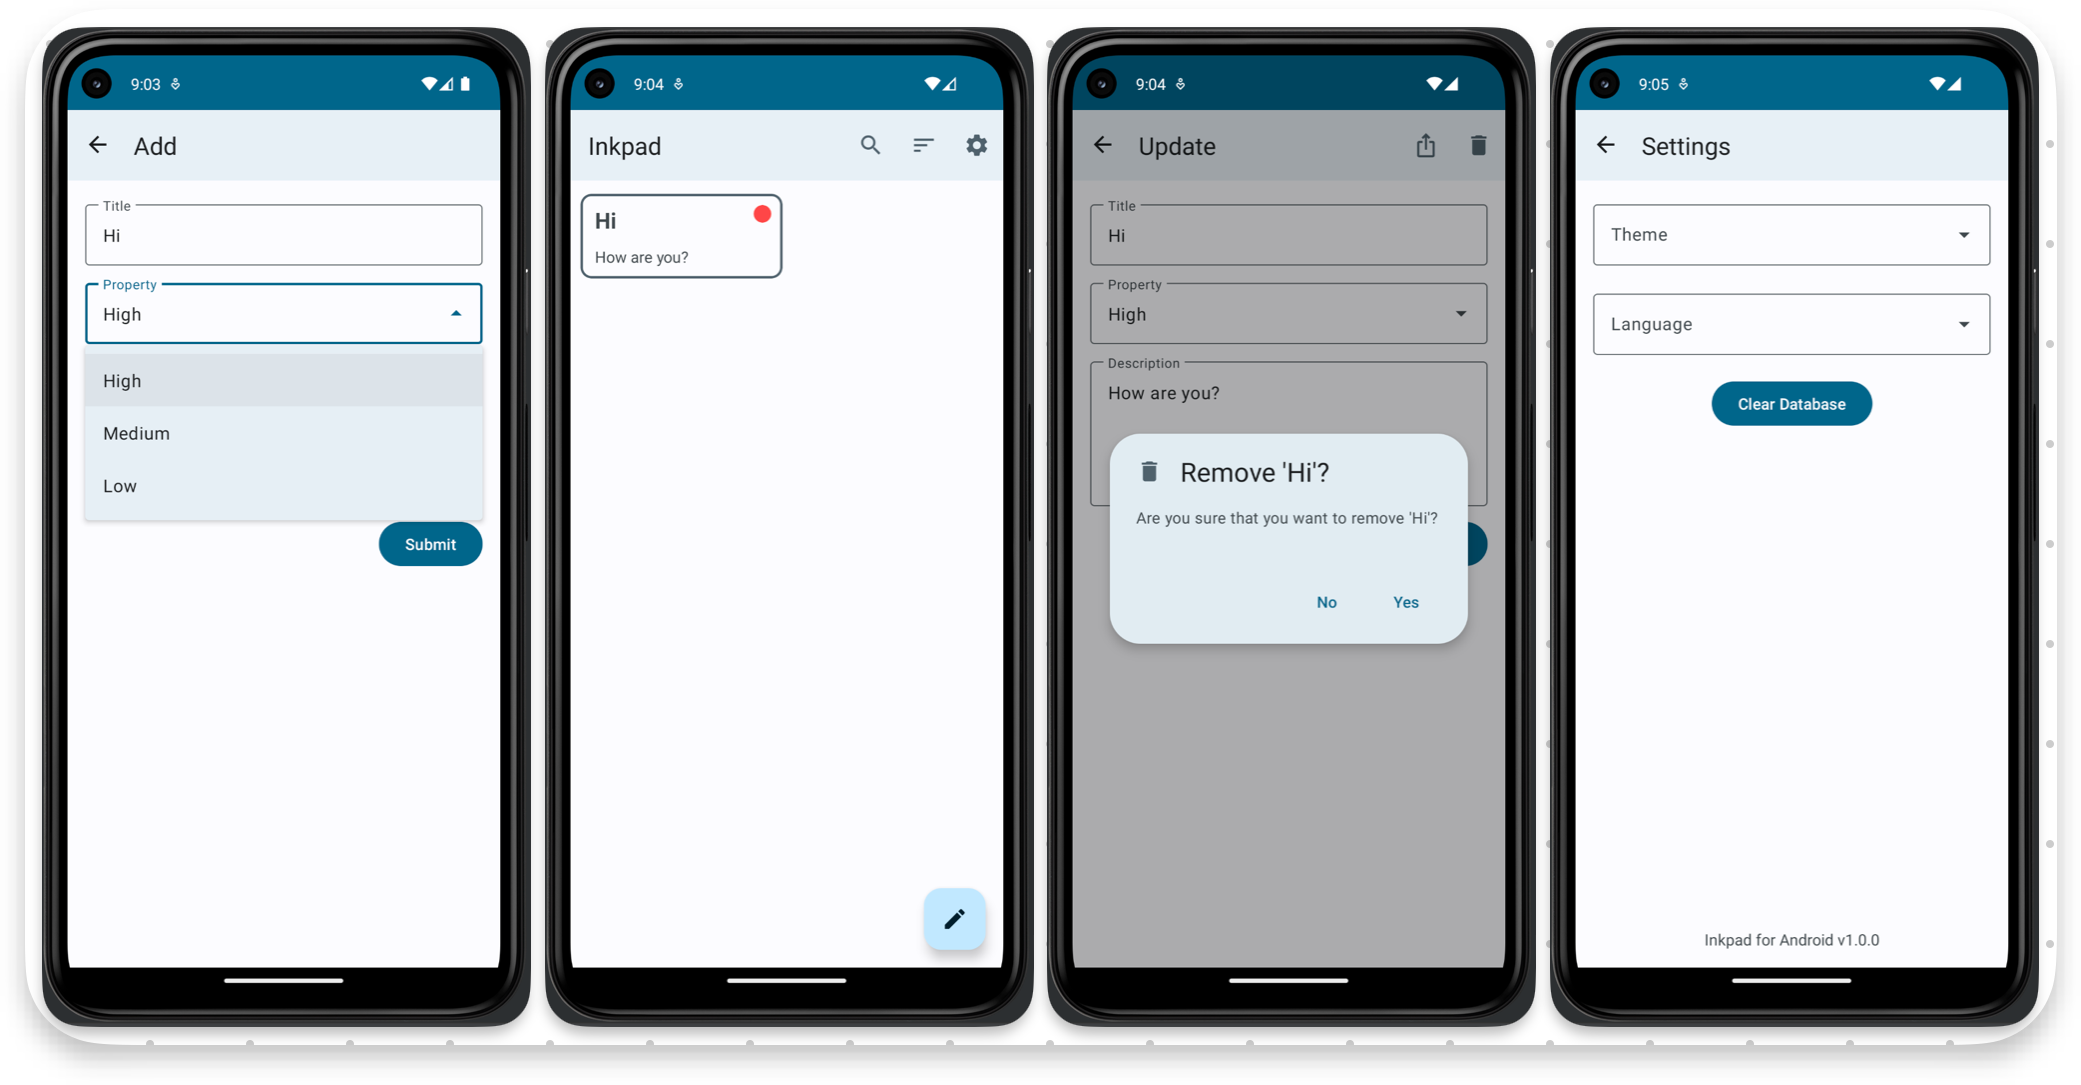 9:03
Add
Title
Hi
Property
High
High
Medium
Low
Submit
9:04
Inkpad
Hi
How are you?
9:04
Update
Title
Hi
Property
High
Description
How are you?
Remove 'Hi'?
Are you sure that you want to remove 'Hi'?
No Yes
9:05
Settings
Theme
Language
Clear Database
Inkpad for Android v1.0.0